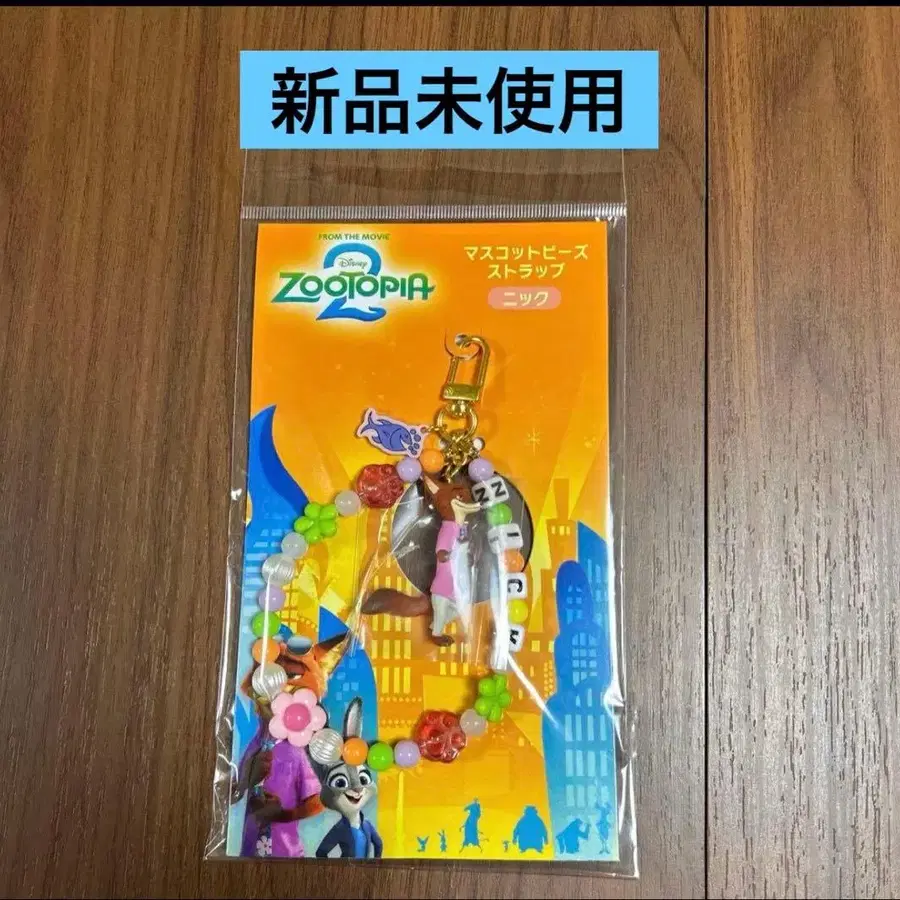 新品未使用
FROM THE MOVIE
Disney
ZOOTOPIA
2
マスコットビーズ
ストラップ
ニック
N
I
C
K